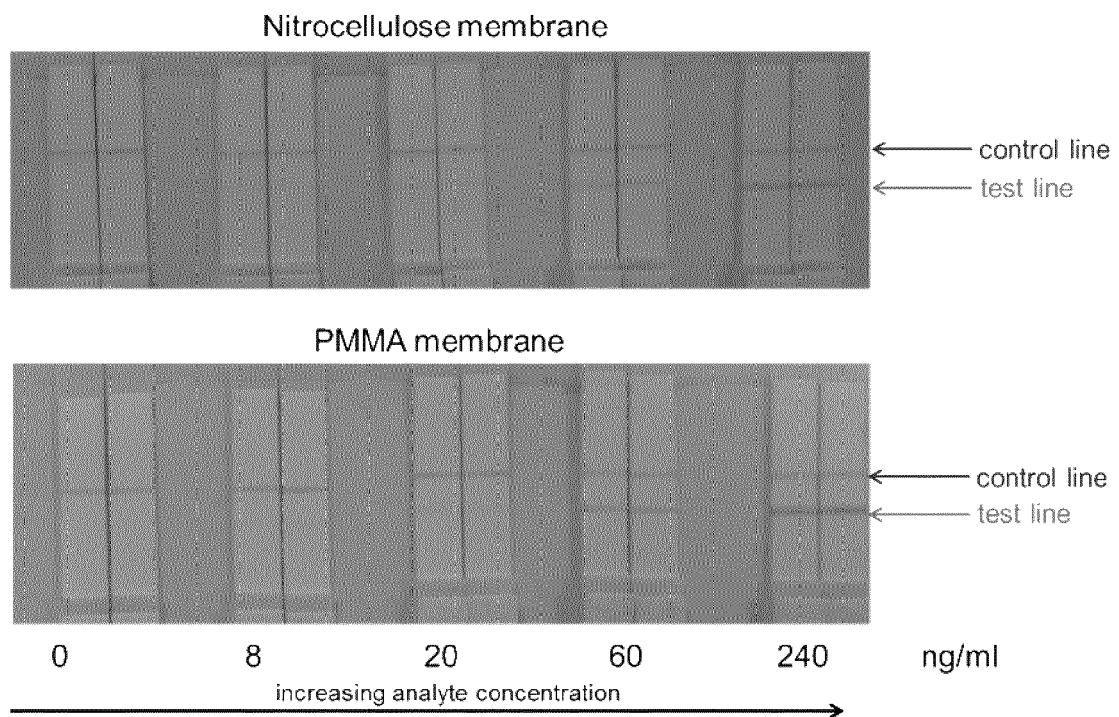 Nitrocellulose membrane
control line
test line
PMMA membrane
control line
test line
0 8 20 60 240 ng/ml
increasing analyte concentration